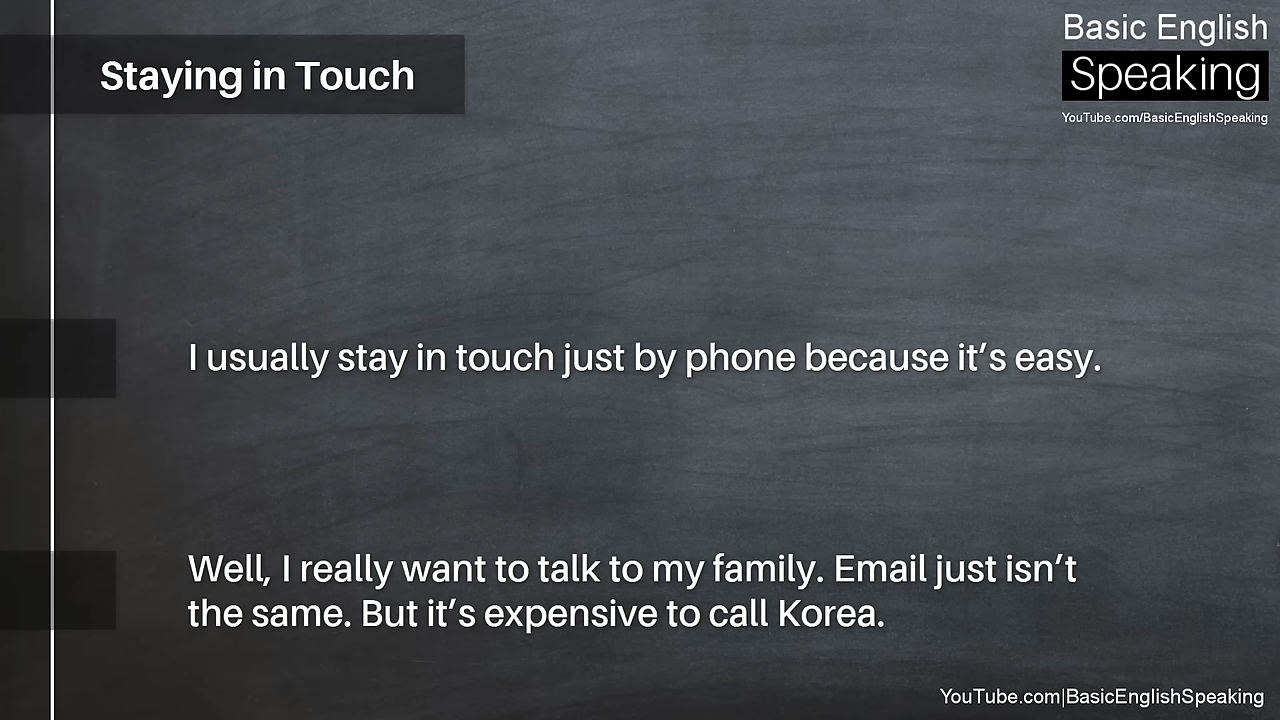 Basic English
Speaking
YouTube.com/BasicEnglishSpeaking
Staying in Touch
I usually stay in touch just by phone because it’s easy.
Well, I really want to talk to my family. Email just isn’t
the same. But it’s expensive to call Korea.
YouTube.com|BasicEnglishSpeaking